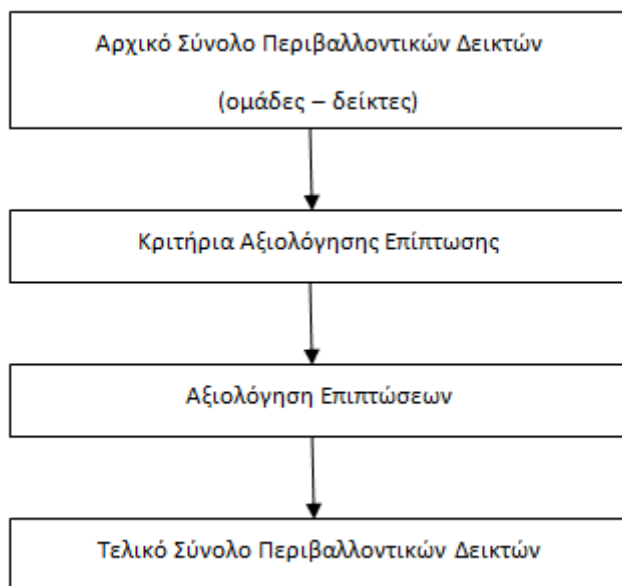 Αρχικό Σύνολο Περιβαλλοντικών Δεικτών
(ομάδες – δείκτες)
Κριτήρια Αξιολόγησης Επίπτωσης
Αξιολόγηση Επιπτώσεων
Τελικό Σύνολο Περιβαλλοντικών Δεικτών